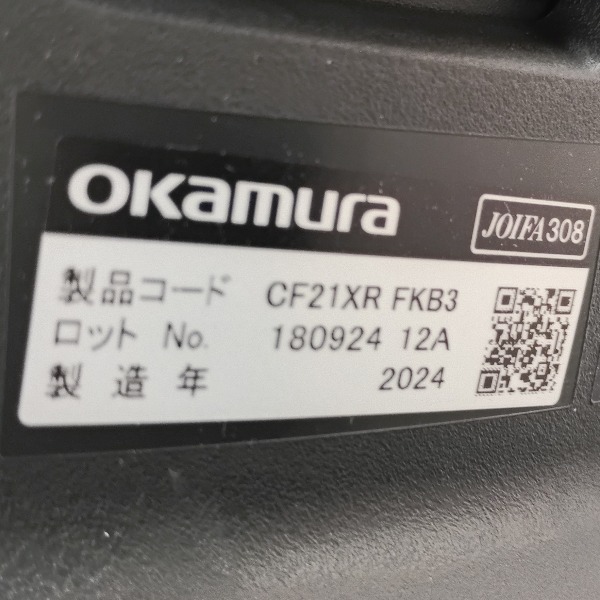 okamura
JOIFA308
製品コード CF21XR FKB3
ロット No. 180924 12A
製造年 2024